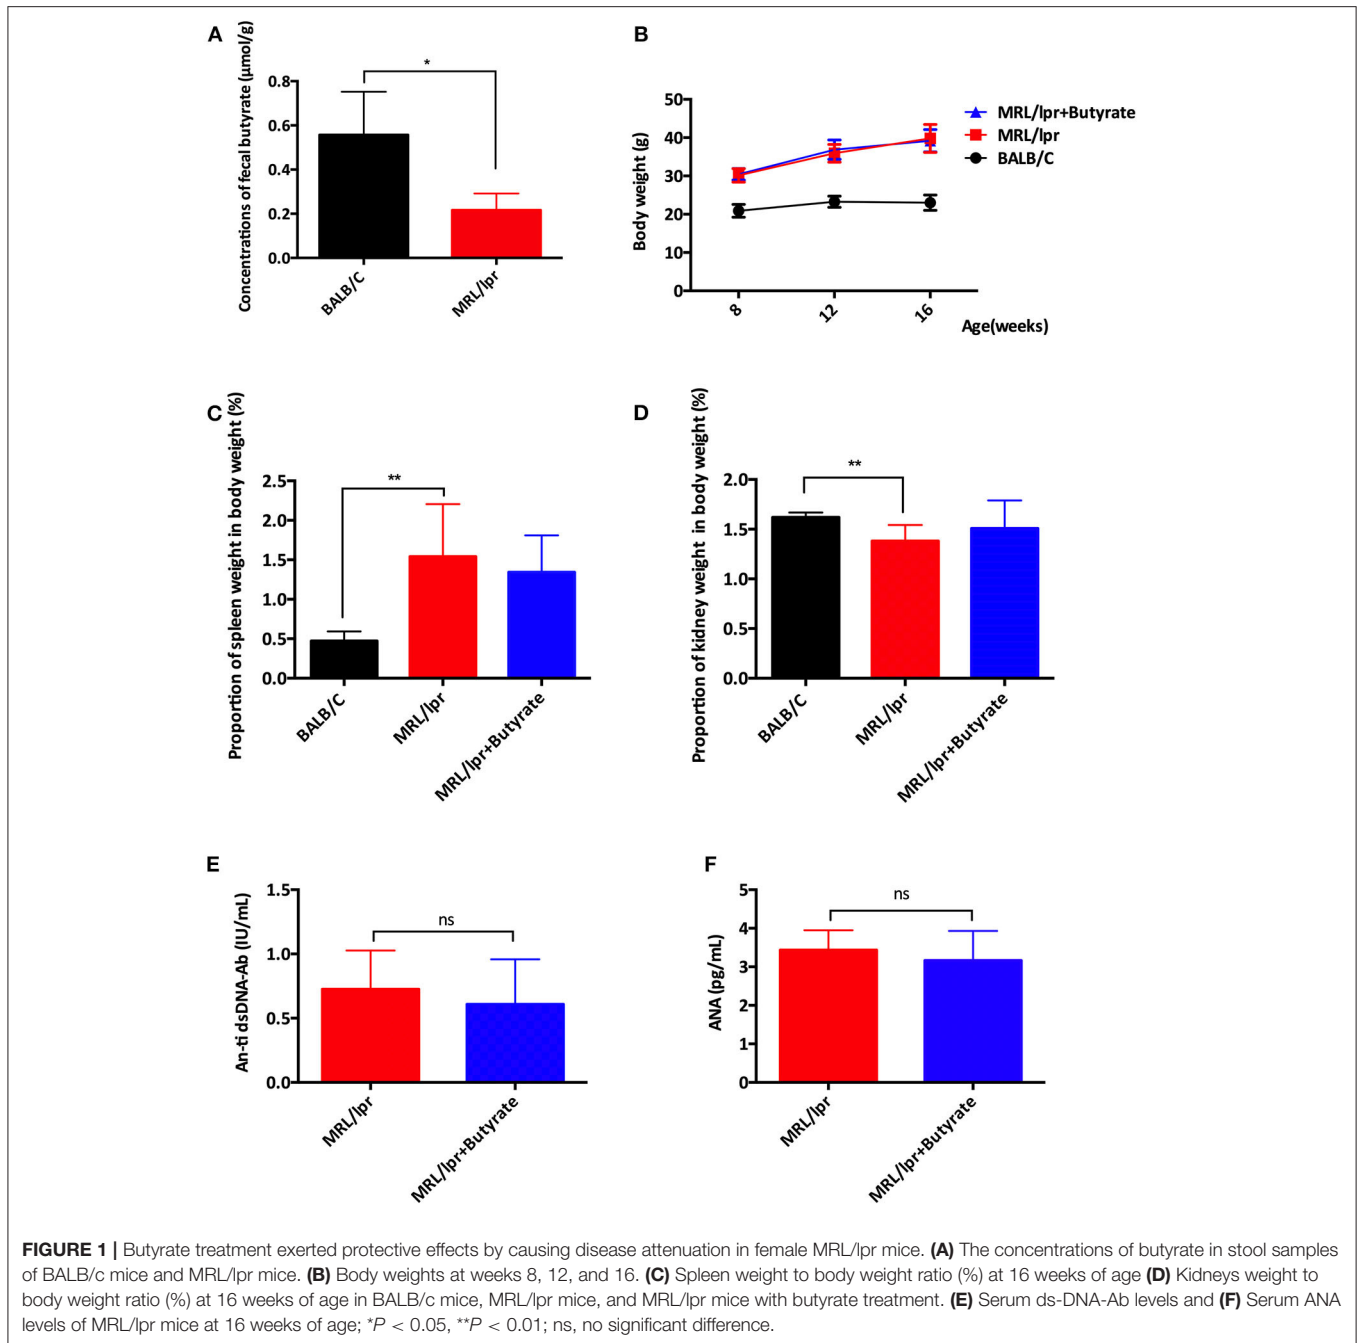 A
Concentrations of fecal butyrate (μmol/g)
0.8
0.6
0.4
0.2
0.0
*
BALB/C
MRL/lpr
B
Body weight (g)
50
40
30
20
10
0
8
12
16
Age(weeks)
MRL/lpr+Butyrate
MRL/lpr
BALB/C
C
Proportion of spleen weight in body weight (%)
2.5
2.0
1.5
1.0
0.5
0.0
**
BALB/C
MRL/lpr
MRL/lpr+Butyrate
D
Proportion of kidney weight in body weight (%)
2.0
1.5
1.0
0.5
0.0
**
BALB/C
MRL/lpr
MRL/lpr+Butyrate
E
An-ti dsDNA-Ab (IU/mL)
1.5
1.0
0.5
0.0
ns
MRL/lpr
MRL/lpr+Butyrate
F
ANA (pg/mL)
5
4
3
2
1
0
ns
MRL/lpr
MRL/lpr+Butyrate
FIGURE 1 | Butyrate treatment exerted protective effects by causing disease attenuation in female MRL/lpr mice. (A) The concentrations of butyrate in stool samples
of BALB/c mice and MRL/lpr mice. (B) Body weights at weeks 8, 12, and 16. (C) Spleen weight to body weight ratio (%) at 16 weeks of age (D) Kidneys weight to
body weight ratio (%) at 16 weeks of age in BALB/c mice, MRL/lpr mice, and MRL/lpr mice with butyrate treatment. (E) Serum ds-DNA-Ab levels and (F) Serum ANA
levels of MRL/lpr mice at 16 weeks of age; *P < 0.05, **P < 0.01; ns, no significant difference.